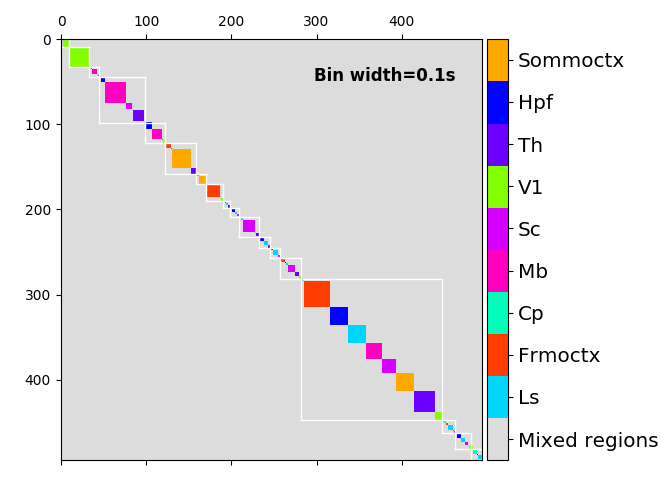 0 100 200 300 400
0
Bin width=0.1s
100
200
300
400
Sommoctx
Hpf
Th
V1
Sc
Mb
Cp
Frmoctx
Ls
Mixed regions